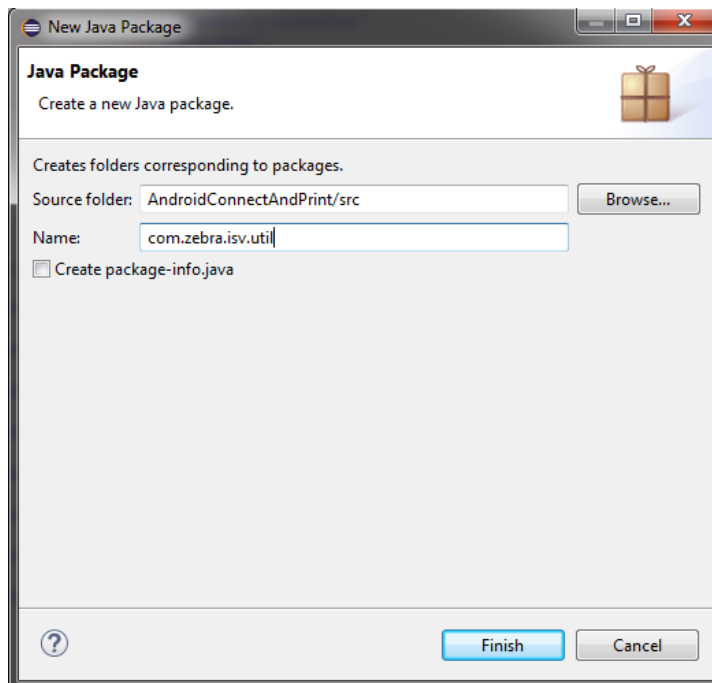 New Java Package
Java Package
Create a new Java package.
Creates folders corresponding to packages.
Source folder: AndroidConnectAndPrint/src Browse...
Name: com.zebra.isv.util
Create package-info.java
? Finish Cancel